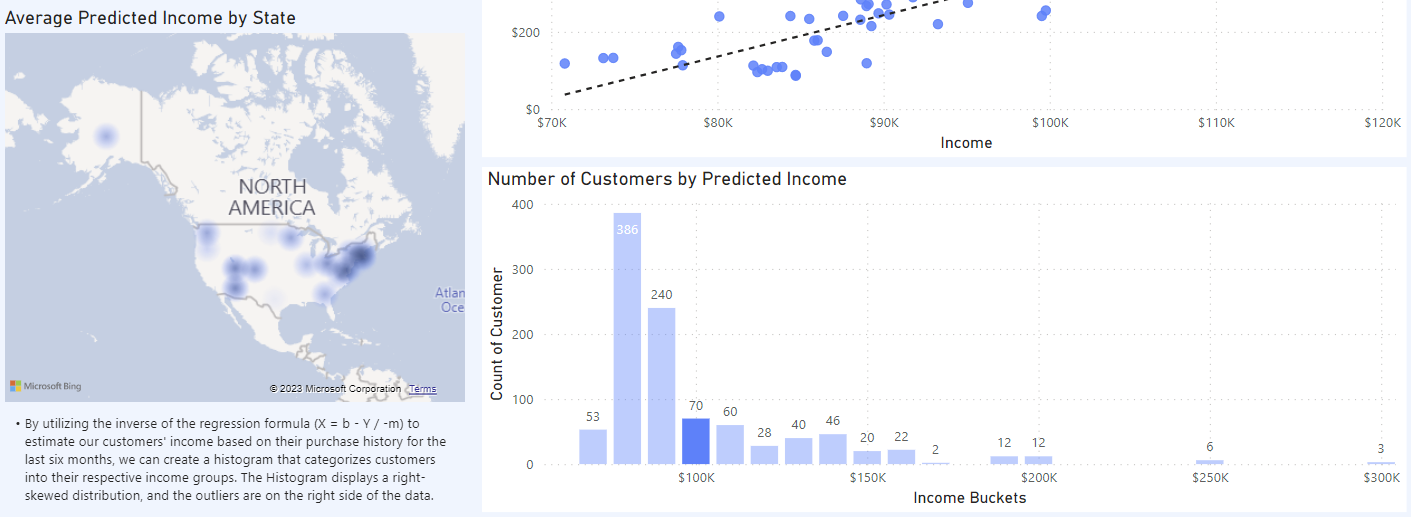 Average Predicted Income by State
NORTH
AMERICA
Atlan
Oce
Microsoft Bing
© 2023 Microsoft Corporation Terms
• By utilizing the inverse of the regression formula (X = b - Y / -m) to
estimate our customers' income based on their purchase history for the
last six months, we can create a histogram that categorizes customers
into their respective income groups. The Histogram displays a right-
skewed distribution, and the outliers are on the right side of the data.
$200
$0
$70K $80K $90K $100K $110K $120K
Income
Number of Customers by Predicted Income
Count of Customer
400
300
200
100
0
53 386 240 70 60 28 40 46 20 22 2 12 12 6 3
$100K $150K $200K $250K $300K
Income Buckets